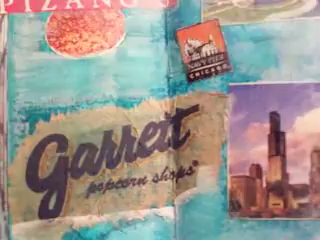 PIZANO'S
NAVY PIER
CHICAGO
Garrett
popcorn shops